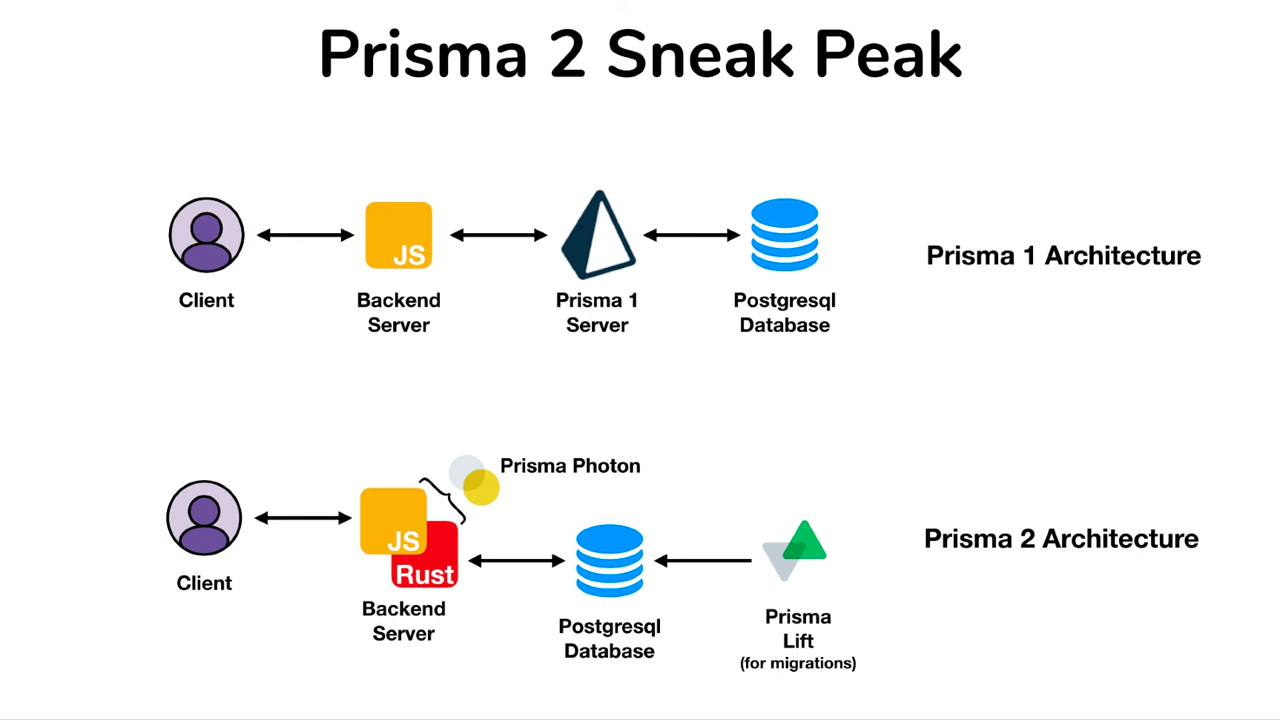 Prisma 2 Sneak Peak
JS
Client
Backend
Server
Prisma 1
Server
Postgresql
Database
Prisma 1 Architecture
Prisma Photon
JS
Rust
Client
Backend
Server
Postgresql
Database
Prisma
Lift
(for migrations)
Prisma 2 Architecture